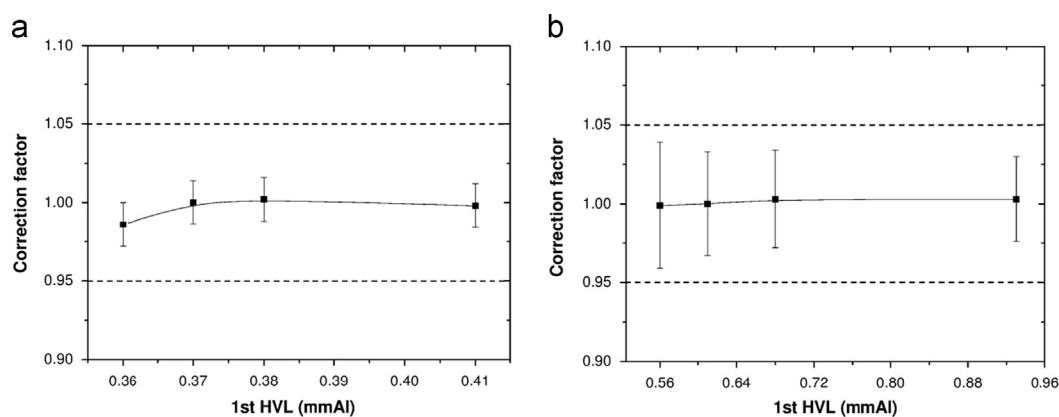 a
1.10
1.05
1.00
0.95
0.90
Correction factor
0.36 0.37 0.38 0.39 0.40 0.41
1st HVL (mmAl)
b
1.10
1.05
1.00
0.95
0.90
Correction factor
0.56 0.64 0.72 0.80 0.88 0.96
1st HVL (mmAl)